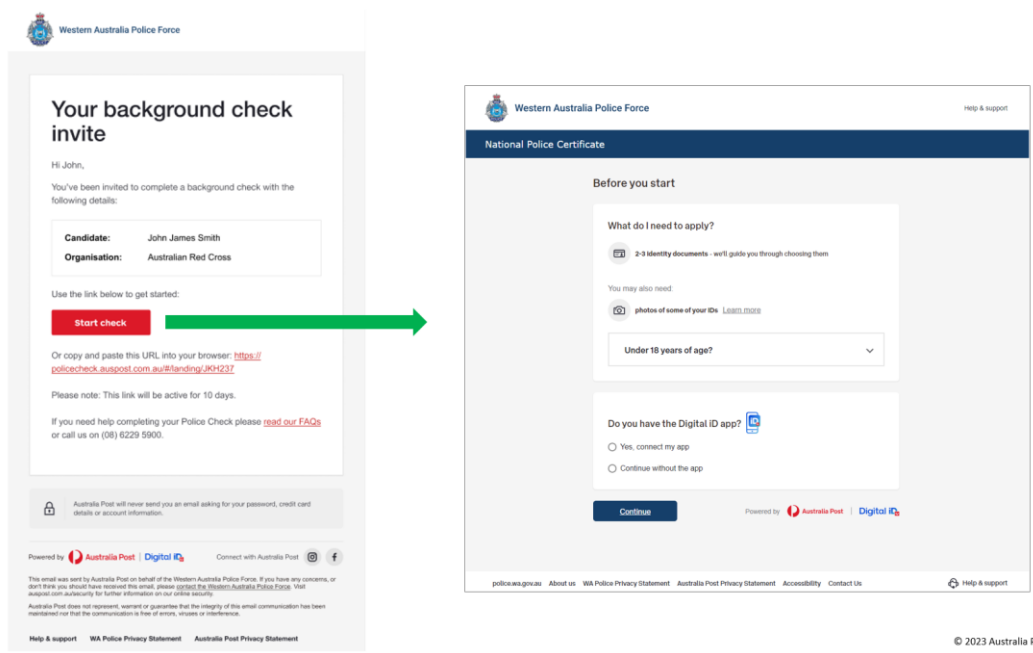 Western Australia Police Force
Your background check
invite
Hi John,
You've been invited to complete a background check with the
following details:
Candidate: John James Smith
Organisation: Australian Red Cross
Use the link below to get started:
Start check
Or copy and paste this URL into your browser: https://
policecheck.auspost.com.au/#/landing/JKH237
Please note: This link will be active for 10 days.
If you need help completing your Police Check please read our FAQs
or call us on (08) 6229 5900.
Australia Post will never send you an email asking for your password, credit card
details or account information.
Powered by Australia Post | Digital iD
Connect with Australia Post
This email was sent by Australia Post on behalf of the Western Australia Police Force. If you have any concerns, or
don't think you should have received this email, please contact the Western Australia Police Force. Visit
auspost.com.au/security for further information on our online security.
Australia Post does not represent, warrant or guarantee that the integrity of this email communication has been
maintained nor that the communication is free of errors, viruses or interference.
Help & support WA Police Privacy Statement Australia Post Privacy Statement
Western Australia Police Force
Help & support
National Police Certificate
Before you start
What do I need to apply?
2-3 Identity documents - we'll guide you through choosing them
You may also need:
photos of some of your IDs Learn more
Under 18 years of age?
Do you have the Digital iD app?
Yes, connect my app
Continue without the app
Continue
Powered by Australia Post | Digital iD
police.wa.gov.au About us WA Police Privacy Statement Australia Post Privacy Statement Accessibility Contact Us
Help & support
© 2023 Australia P